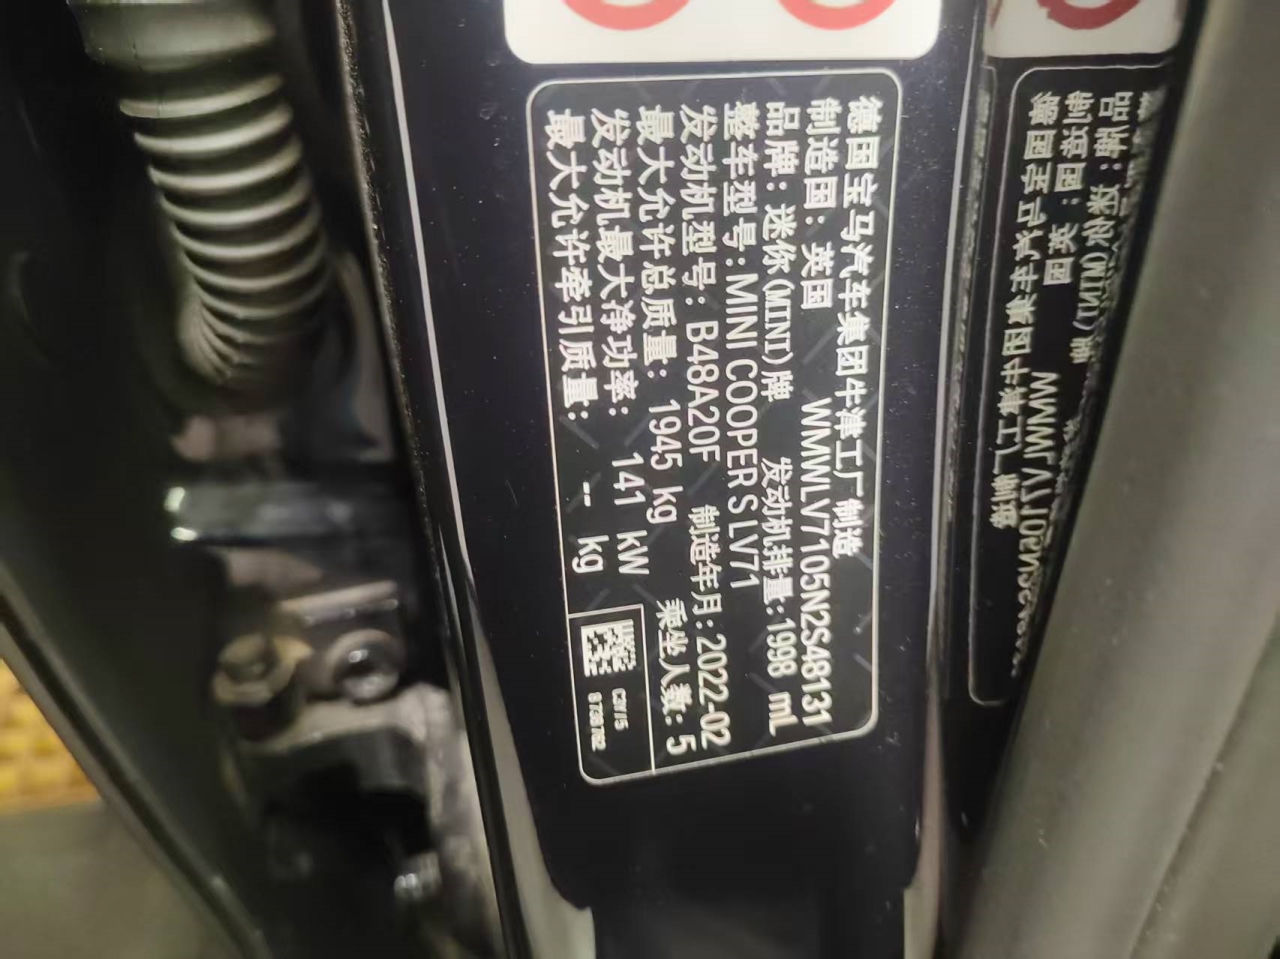 德国宝马汽车集团牛津工厂制造
制造国: 英国 WMWLV7105N2S48131
品牌: 迷你(MINI)牌 发动机排量: 1998 mL
整车型号: MINI COOPER S LV71
发动机型号: B48A20F 制造年月: 2022-02
最大允许总质量: 1945 kg 乘坐人数: 5
发动机最大净功率: 141 kW
最大允许牵引质量: -- kg